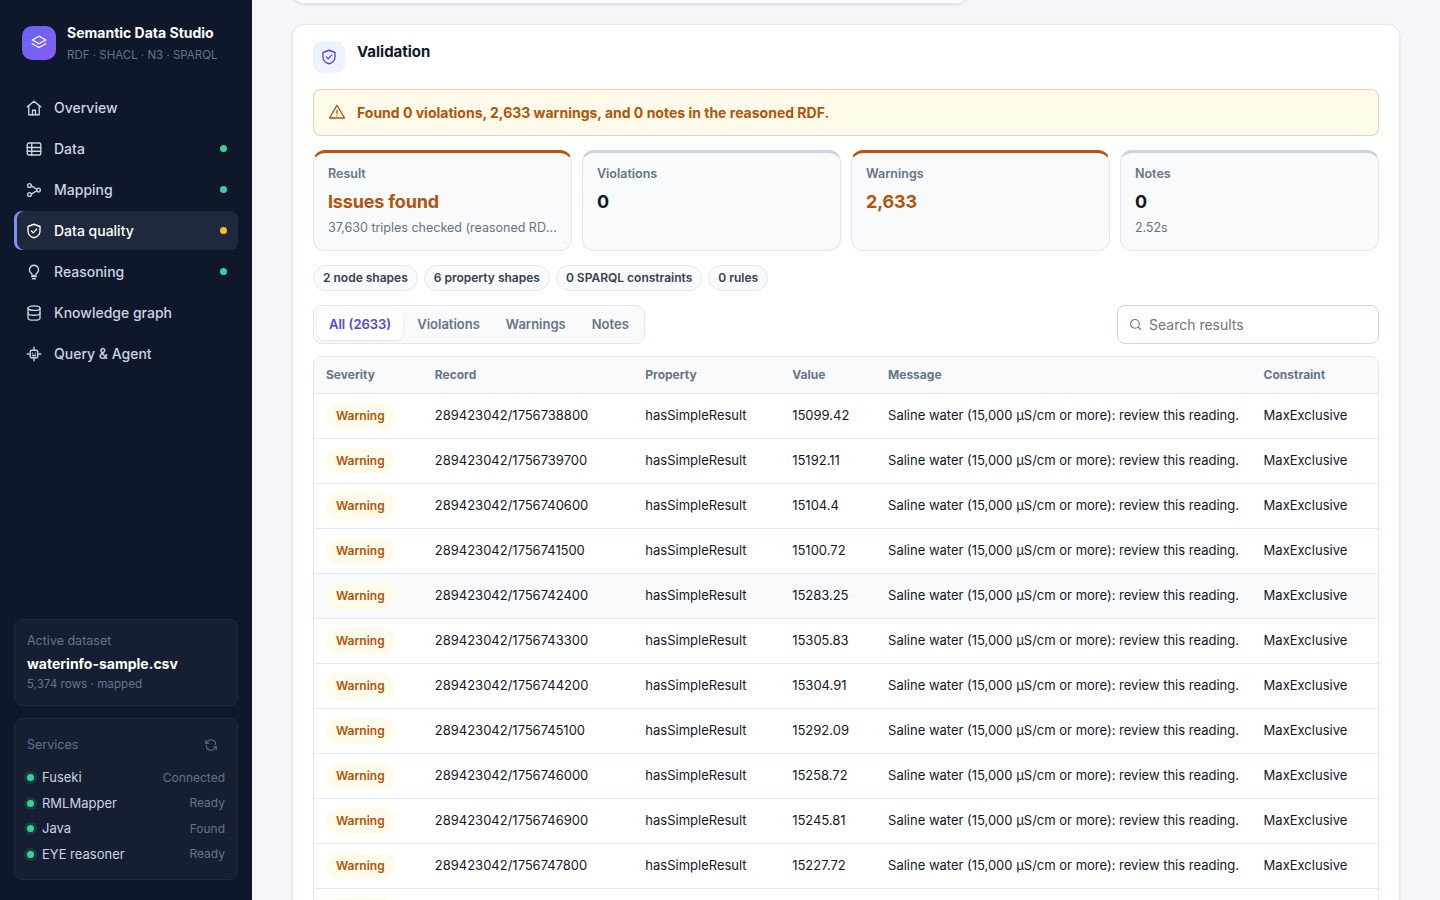 Semantic Data Studio
RDF · SHACL · N3 · SPARQL
Overview
Data
Mapping
Data quality
Reasoning
Knowledge graph
Query & Agent
Active dataset
waterinfo-sample.csv
5,374 rows · mapped
Services
Fuseki Connected
RMLMapper Ready
Java Found
EYE reasoner Ready
Validation
Found 0 violations, 2,633 warnings, and 0 notes in the reasoned RDF.
Result
Issues found
37,630 triples checked (reasoned RD...
Violations
0
Warnings
2,633
Notes
0
2.52s
2 node shapes 6 property shapes 0 SPARQL constraints 0 rules
All (2633) Violations Warnings Notes Search results
Severity Record Property Value Message Constraint
Warning 289423042/1756738800 hasSimpleResult 15099.42 Saline water (15,000 µS/cm or more): review this reading. MaxExclusive
Warning 289423042/1756739700 hasSimpleResult 15192.11 Saline water (15,000 µS/cm or more): review this reading. MaxExclusive
Warning 289423042/1756740600 hasSimpleResult 15104.4 Saline water (15,000 µS/cm or more): review this reading. MaxExclusive
Warning 289423042/1756741500 hasSimpleResult 15100.72 Saline water (15,000 µS/cm or more): review this reading. MaxExclusive
Warning 289423042/1756742400 hasSimpleResult 15283.25 Saline water (15,000 µS/cm or more): review this reading. MaxExclusive
Warning 289423042/1756743300 hasSimpleResult 15305.83 Saline water (15,000 µS/cm or more): review this reading. MaxExclusive
Warning 289423042/1756744200 hasSimpleResult 15304.91 Saline water (15,000 µS/cm or more): review this reading. MaxExclusive
Warning 289423042/1756745100 hasSimpleResult 15292.09 Saline water (15,000 µS/cm or more): review this reading. MaxExclusive
Warning 289423042/1756746000 hasSimpleResult 15258.72 Saline water (15,000 µS/cm or more): review this reading. MaxExclusive
Warning 289423042/1756746900 hasSimpleResult 15245.81 Saline water (15,000 µS/cm or more): review this reading. MaxExclusive
Warning 289423042/1756747800 hasSimpleResult 15227.72 Saline water (15,000 µS/cm or more): review this reading. MaxExclusive